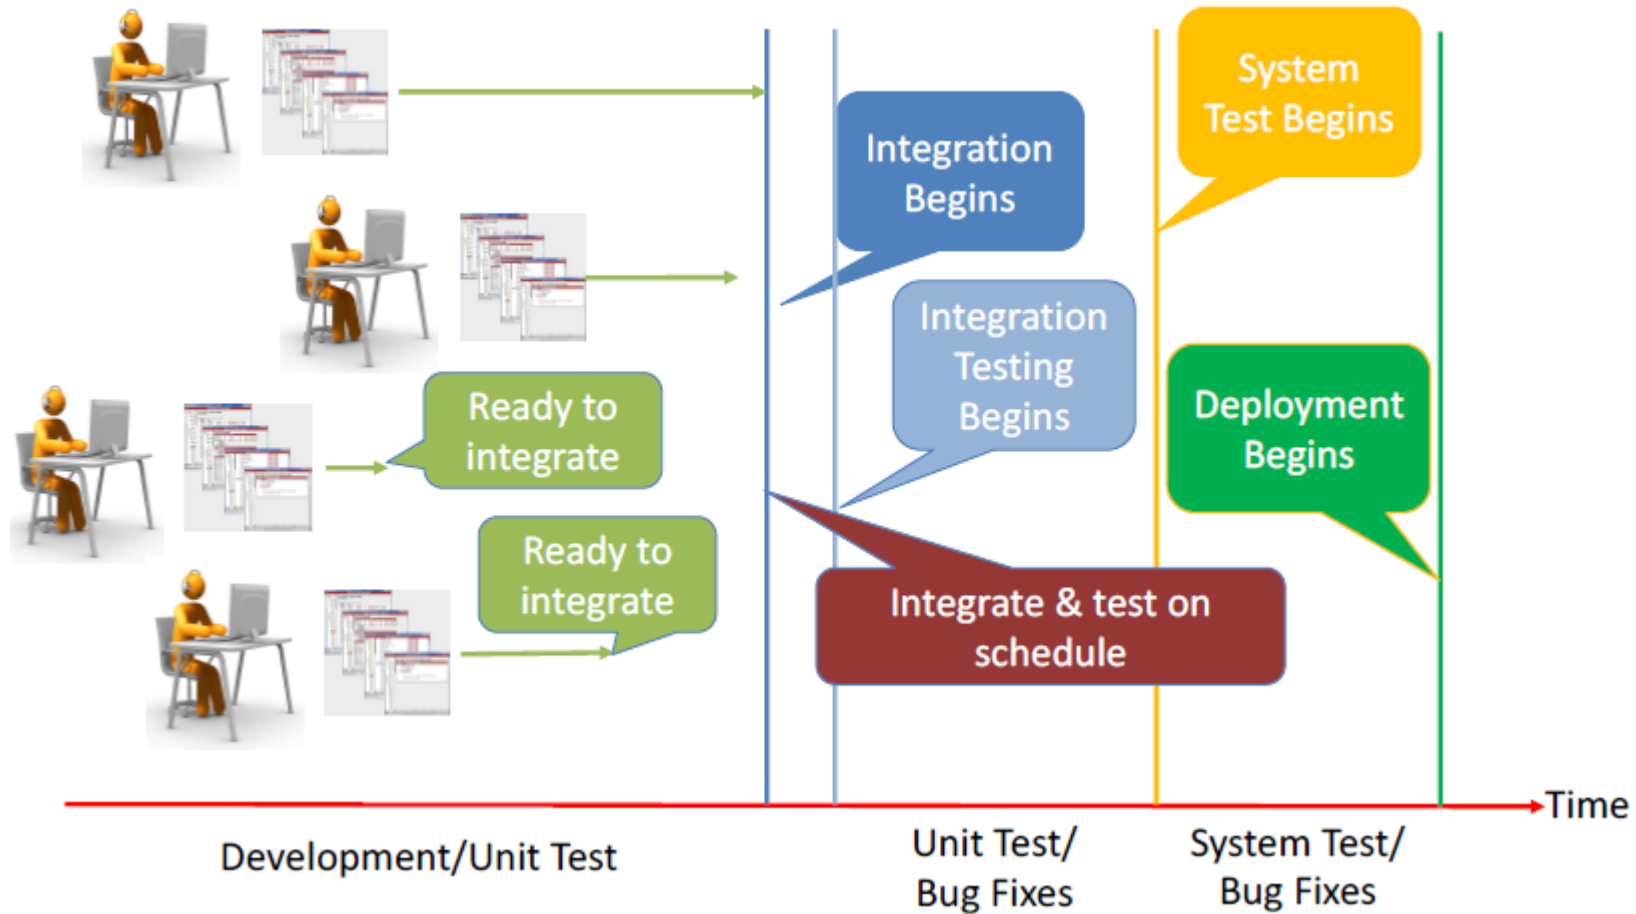 System
Test Begins
Integration
Begins
Integration
Testing
Begins
Ready to
integrate
Deployment
Begins
Ready to
integrate
Integrate & test on
schedule
Time
Development/Unit Test
Unit Test/
Bug Fixes
System Test/
Bug Fixes